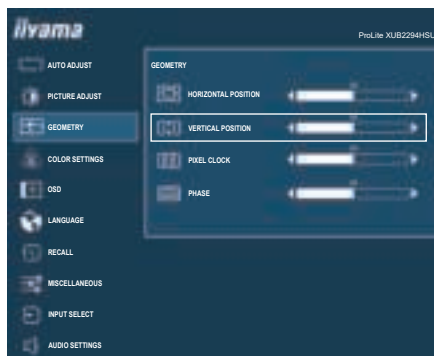 iiyama
ProLite XUB2294HSU
AUTO ADJUST
PICTURE ADJUST
GEOMETRY
COLOR SETTINGS
OSD
LANGUAGE
RECALL
MISCELLANEOUS
INPUT SELECT
AUDIO SETTINGS
GEOMETRY
HORIZONTAL POSITION
VERTICAL POSITION
PIXEL CLOCK
PHASE